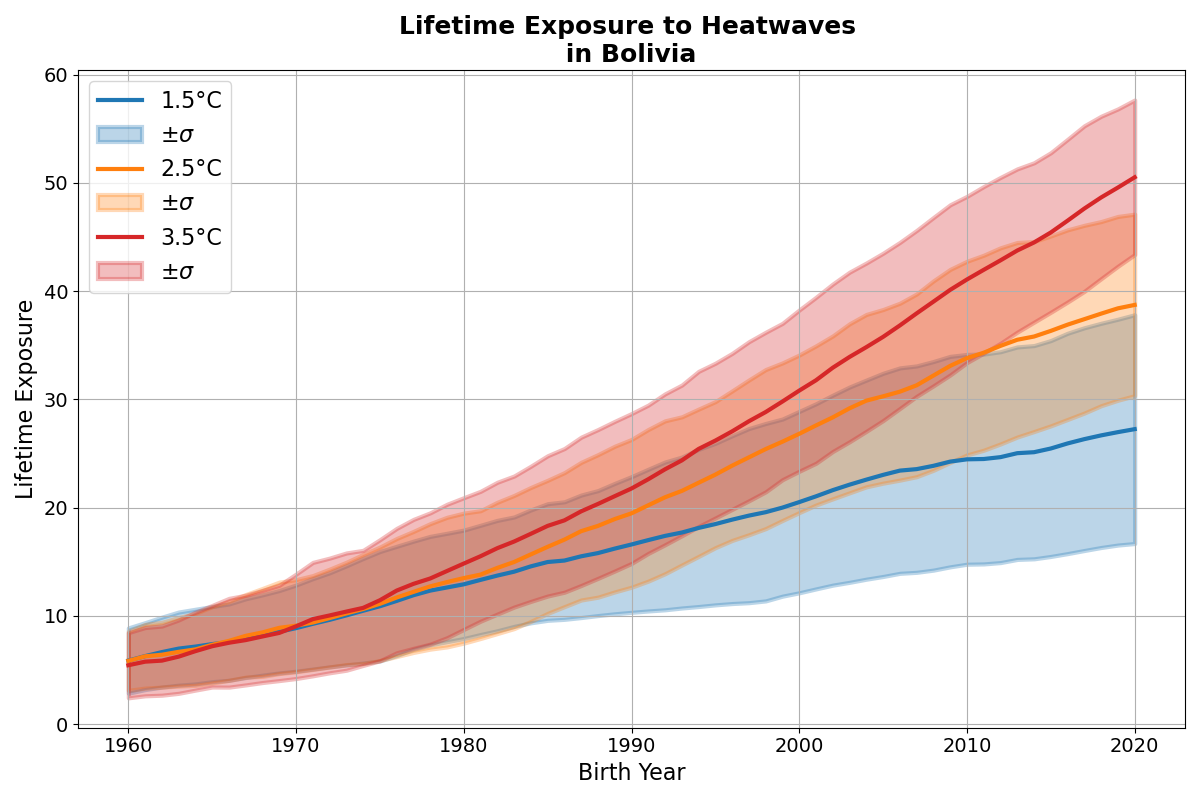 Lifetime Exposure to Heatwaves
in Bolivia
60
50
40
30
20
10
0
Lifetime Exposure
1.5°C
±σ
2.5°C
±σ
3.5°C
±σ
1960 1970 1980 1990 2000 2010 2020
Birth Year